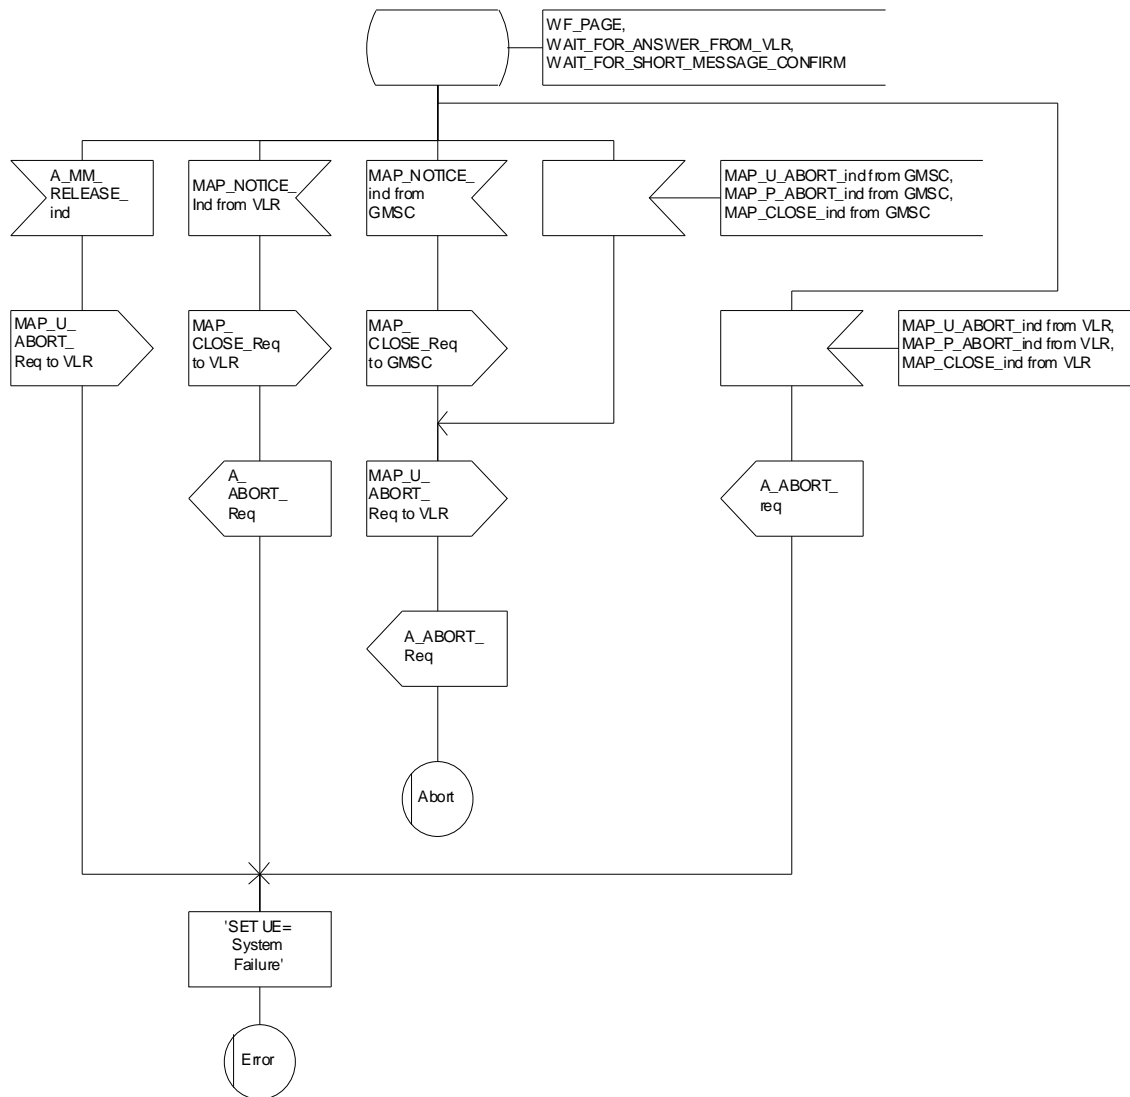 WF_PAGE,
WAIT_FOR_ANSWER_FROM_VLR,
WAIT_FOR_SHORT_MESSAGE_CONFIRM
A_MM_
RELEASE_
ind
MAP_NOTICE_
Ind from VLR
MAP_NOTICE_
ind from
GMSC
MAP_U_ABORT_ind from GMSC,
MAP_P_ABORT_ind from GMSC,
MAP_CLOSE_ind from GMSC
MAP_U_
ABORT_
Req to VLR
MAP_
CLOSE_Req
to VLR
MAP_
CLOSE_Req
to GMSC
MAP_U_ABORT_ind from VLR,
MAP_P_ABORT_ind from VLR,
MAP_CLOSE_ind from VLR
A_
ABORT_
Req
MAP_U_
ABORT_
Req to VLR
A_ABORT_
req
A_ABORT_
Req
Abort
'SET UE=
System
Failure'
Error